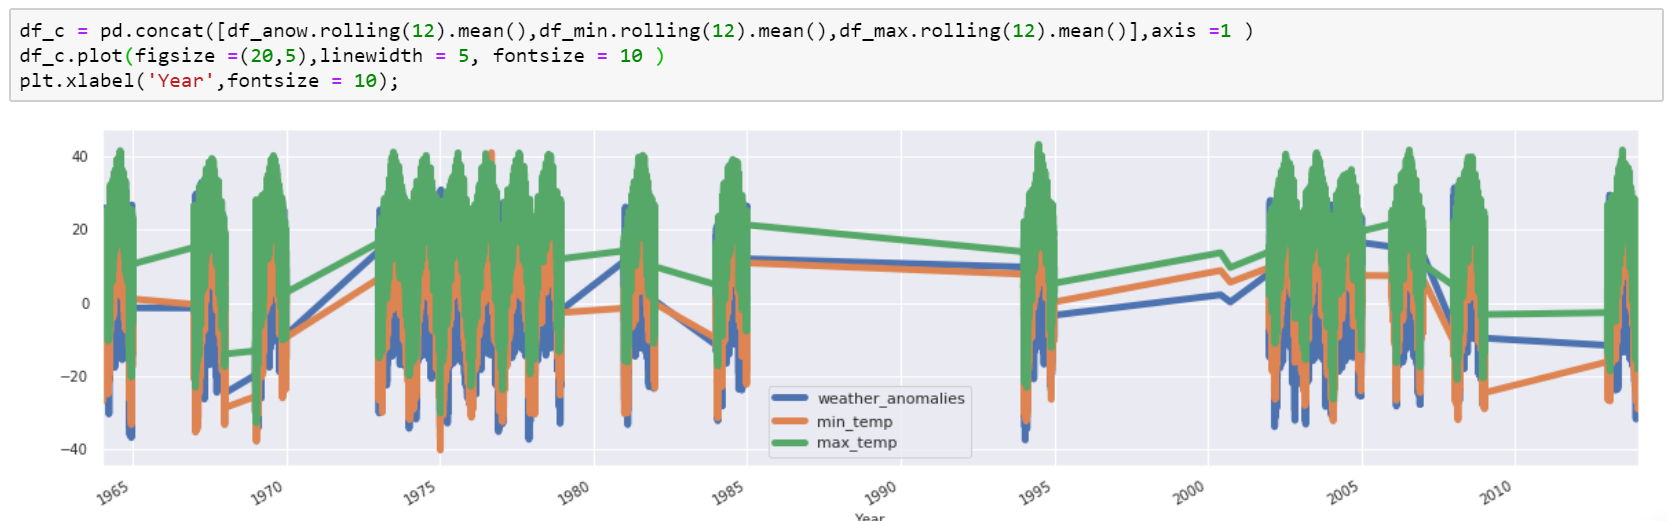 df_c = pd.concat([df_anow.rolling(12).mean(),df_min.rolling(12).mean(),df_max.rolling(12).mean()],axis =1 )
df_c.plot(figsize =(20,5),linewidth = 5, fontsize = 10 )
plt.xlabel('Year',fontsize = 10);
40
20
0
−20
−40
weather_anomalies
min_temp
max_temp
1965 1970 1975 1980 1985 1990 1995 2000 2005 2010
Year